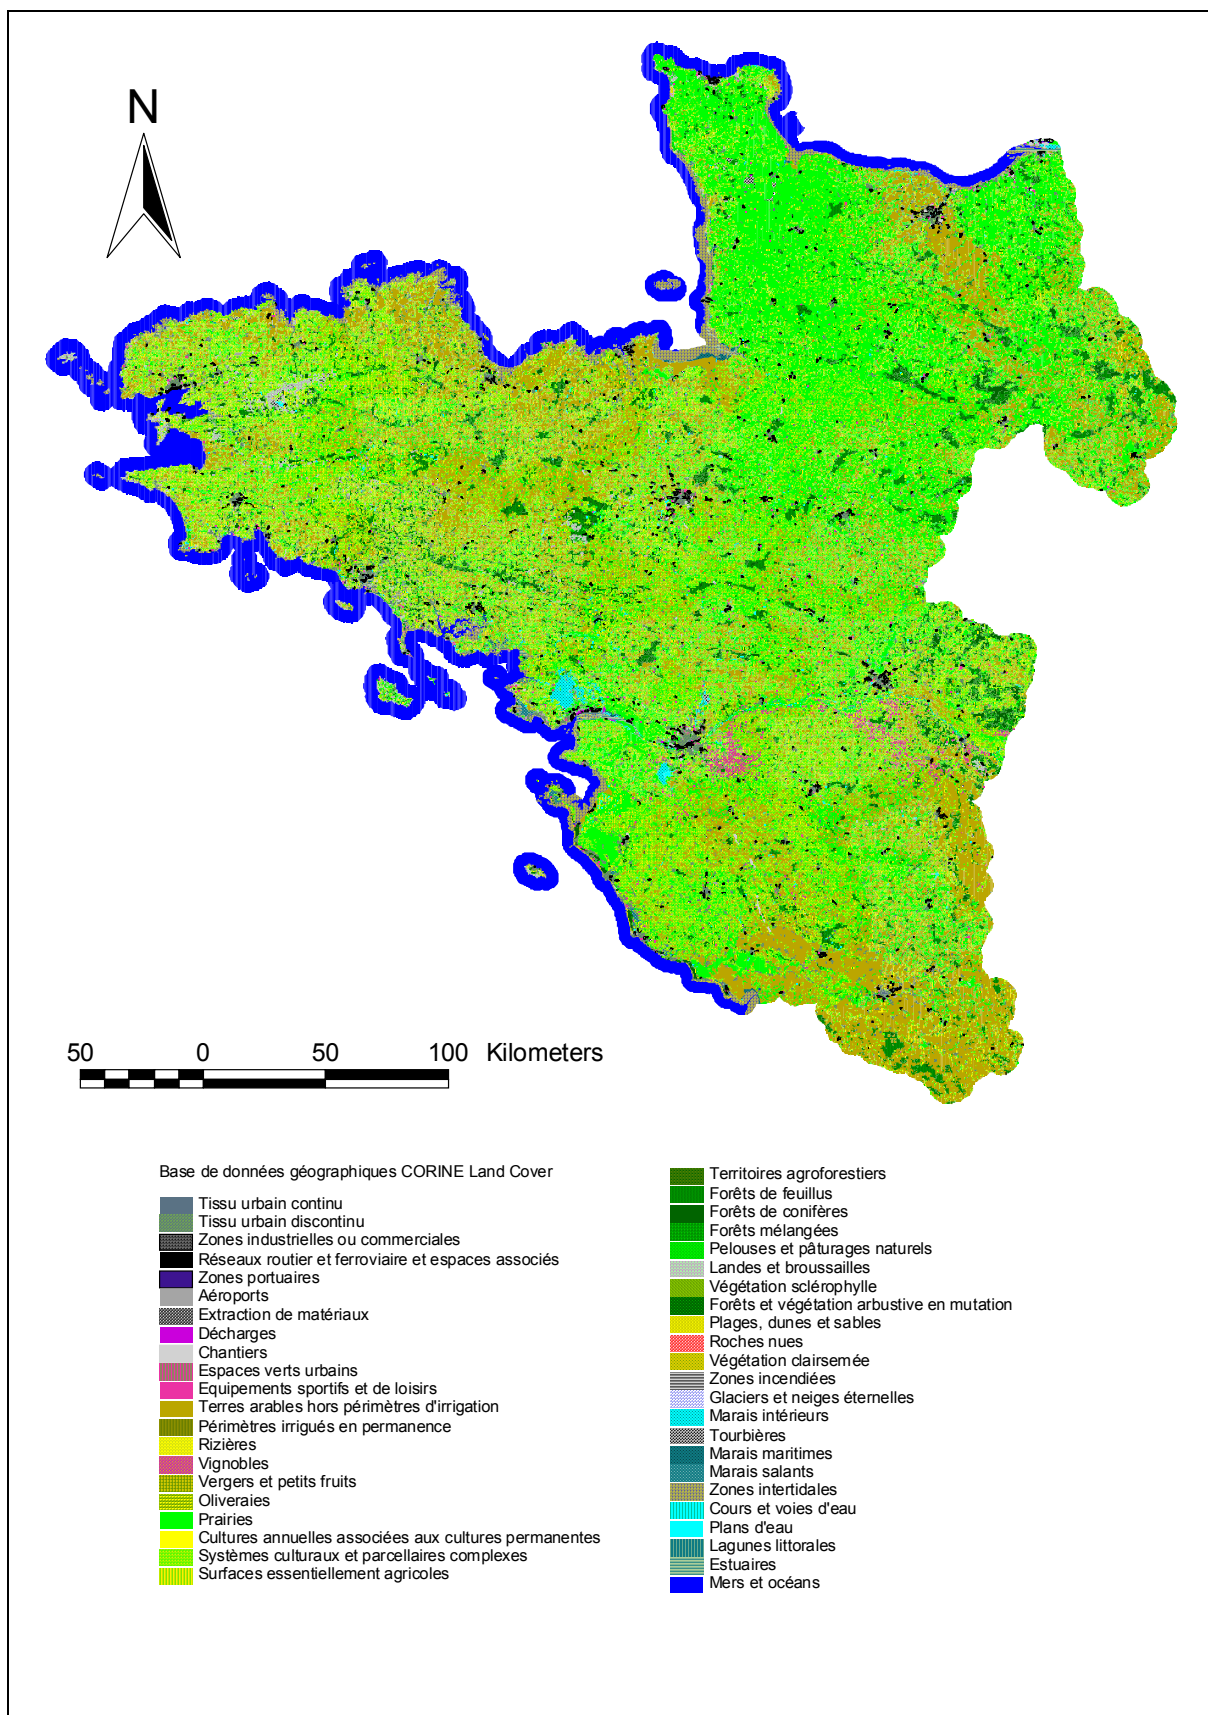 N
50 0 50 100 Kilometers
Base de données géographiques CORINE Land Cover
Tissu urbain continu
Tissu urbain discontinu
Zones industrielles ou commerciales
Réseaux routier et ferroviaire et espaces associés
Zones portuaires
Aéroports
Extraction de matériaux
Décharges
Chantiers
Espaces verts urbains
Equipements sportifs et de loisirs
Terres arables hors périmètres d'irrigation
Périmètres irrigués en permanence
Rizières
Vignobles
Vergers et petits fruits
Oliveraies
Prairies
Cultures annuelles associées aux cultures permanentes
Systèmes culturaux et parcellaires complexes
Surfaces essentiellement agricoles
Territoires agroforestiers
Forêts de feuillus
Forêts de conifères
Forêts mélangées
Pelouses et pâturages naturels
Landes et broussailles
Végétation sclérophylle
Forêts et végétation arbustive en mutation
Plages, dunes et sables
Roches nues
Végétation clairsemée
Zones incendiées
Glaciers et neiges éternelles
Marais intérieurs
Tourbières
Marais maritimes
Marais salants
Zones intertidales
Cours et voies d'eau
Plans d'eau
Lagunes littorales
Estuaires
Mers et océans